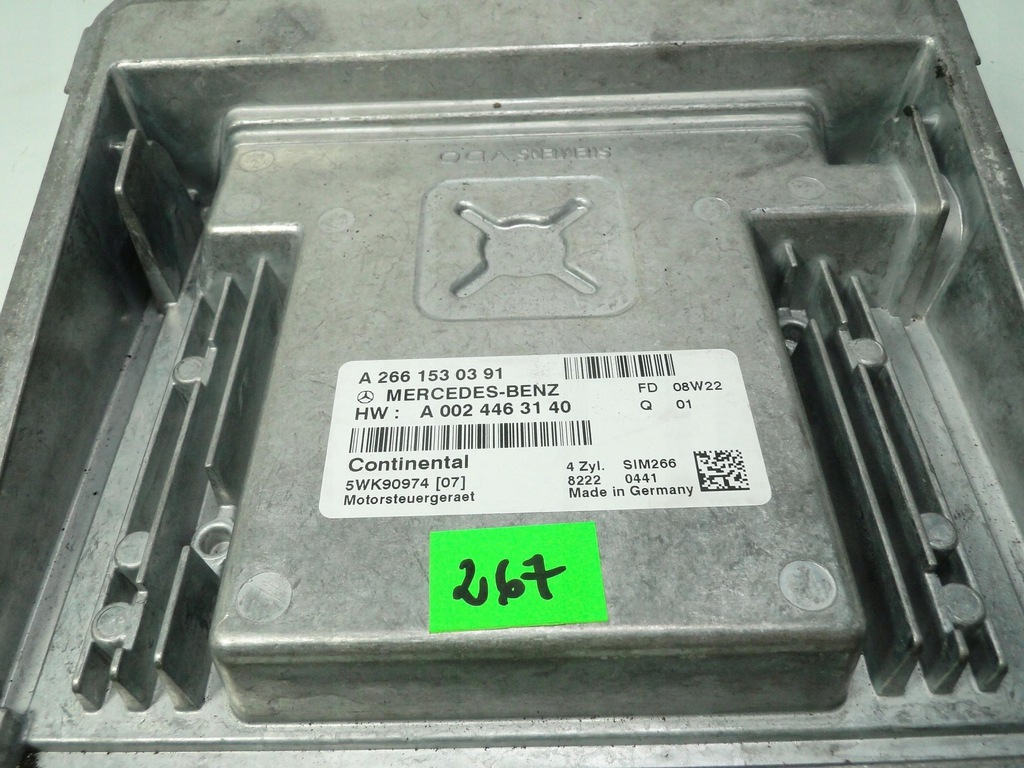 SIEMENS VDO
A 266 153 03 91
MERCEDES-BENZ
HW : A 002 446 31 40
FD 08W22
Q 01
Continental
5WK90974 [07]
Motorsteuergeraet
4 Zyl. SIM266
8222 0441
Made in Germany
267